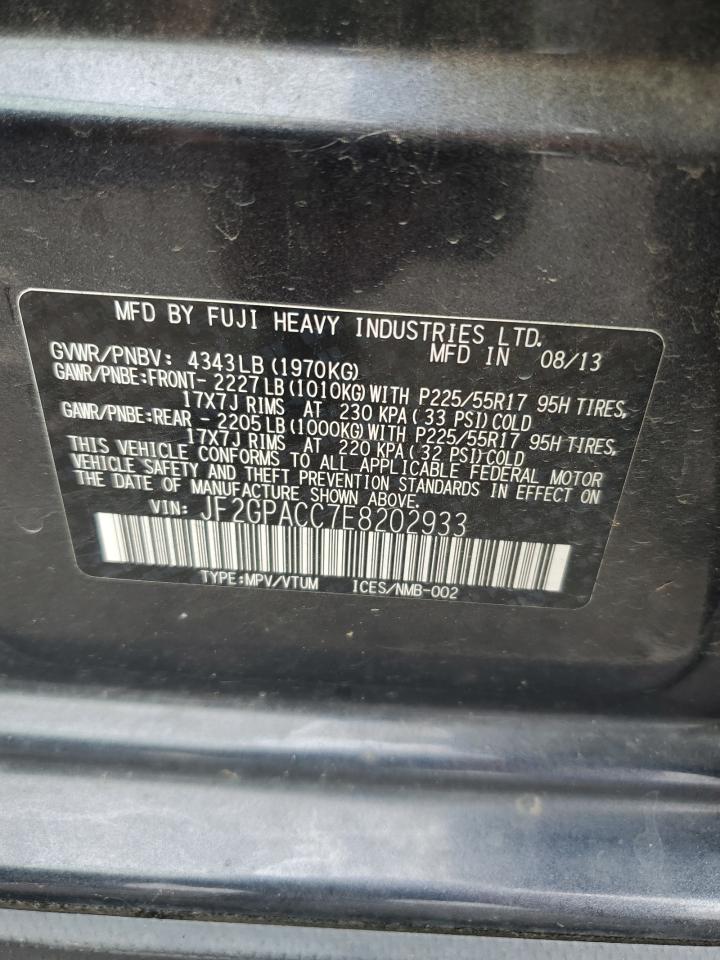 MFD BY FUJI HEAVY INDUSTRIES LTD.
GVWR/PNBV: 4343LB(1970KG) MFD IN 08/13
GAWR/PNBE:FRONT- 2227LB(1010KG)WITH P225/55R17 95H TIRES,
17X7J RIMS AT 230 KPA(33 PSI)COLD
GAWR/PNBE:REAR - 2205LB(1000KG)WITH P225/55R17 95H TIRES,
17X7J RIMS AT 220 KPA(32 PSI)COLD
THIS VEHICLE CONFORMS TO ALL APPLICABLE FEDERAL MOTOR
VEHICLE SAFETY AND THEFT PREVENTION STANDARDS IN EFFECT ON
THE DATE OF MANUFACTURE SHOWN ABOVE.
VIN: JF2GPACC7E8202933
TYPE:MPV/VTUM ICES/NMB-002